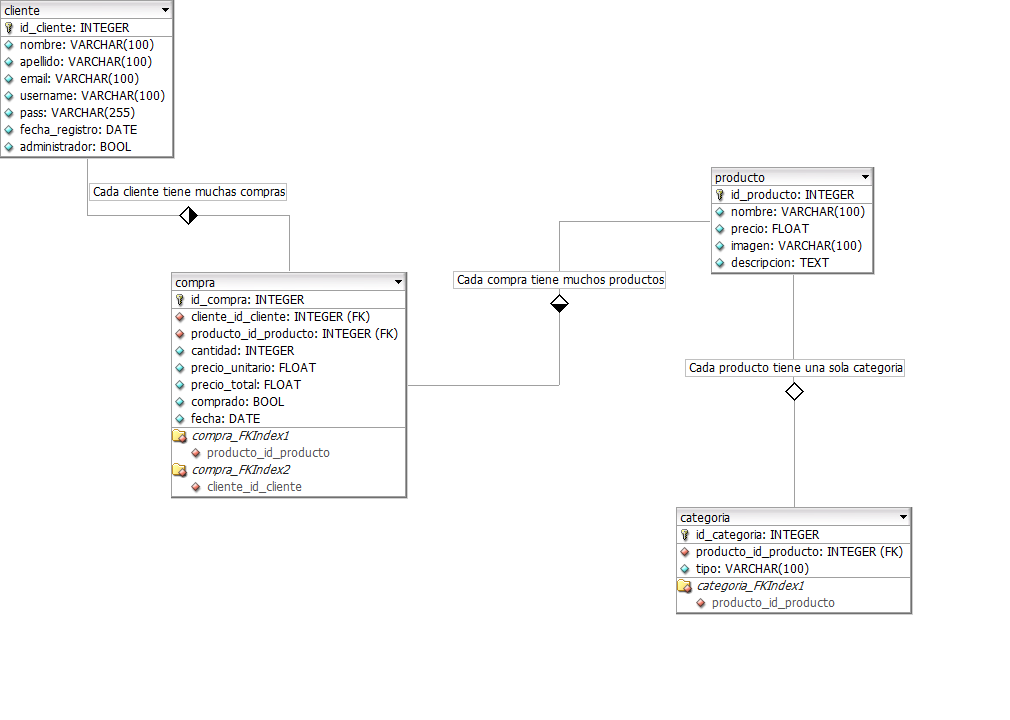 cliente
id_cliente: INTEGER
nombre: VARCHAR(100)
apellido: VARCHAR(100)
email: VARCHAR(100)
username: VARCHAR(100)
pass: VARCHAR(255)
fecha_registro: DATE
administrador: BOOL
Cada cliente tiene muchas compras
compra
id_compra: INTEGER
cliente_id_cliente: INTEGER (FK)
producto_id_producto: INTEGER (FK)
cantidad: INTEGER
precio_unitario: FLOAT
precio_total: FLOAT
comprado: BOOL
fecha: DATE
compra_FKIndex1
producto_id_producto
compra_FKIndex2
cliente_id_cliente
Cada compra tiene muchos productos
producto
id_producto: INTEGER
nombre: VARCHAR(100)
precio: FLOAT
imagen: VARCHAR(100)
descripcion: TEXT
Cada producto tiene una sola categoria
categoria
id_categoria: INTEGER
producto_id_producto: INTEGER (FK)
tipo: VARCHAR(100)
categoria_FKIndex1
producto_id_producto